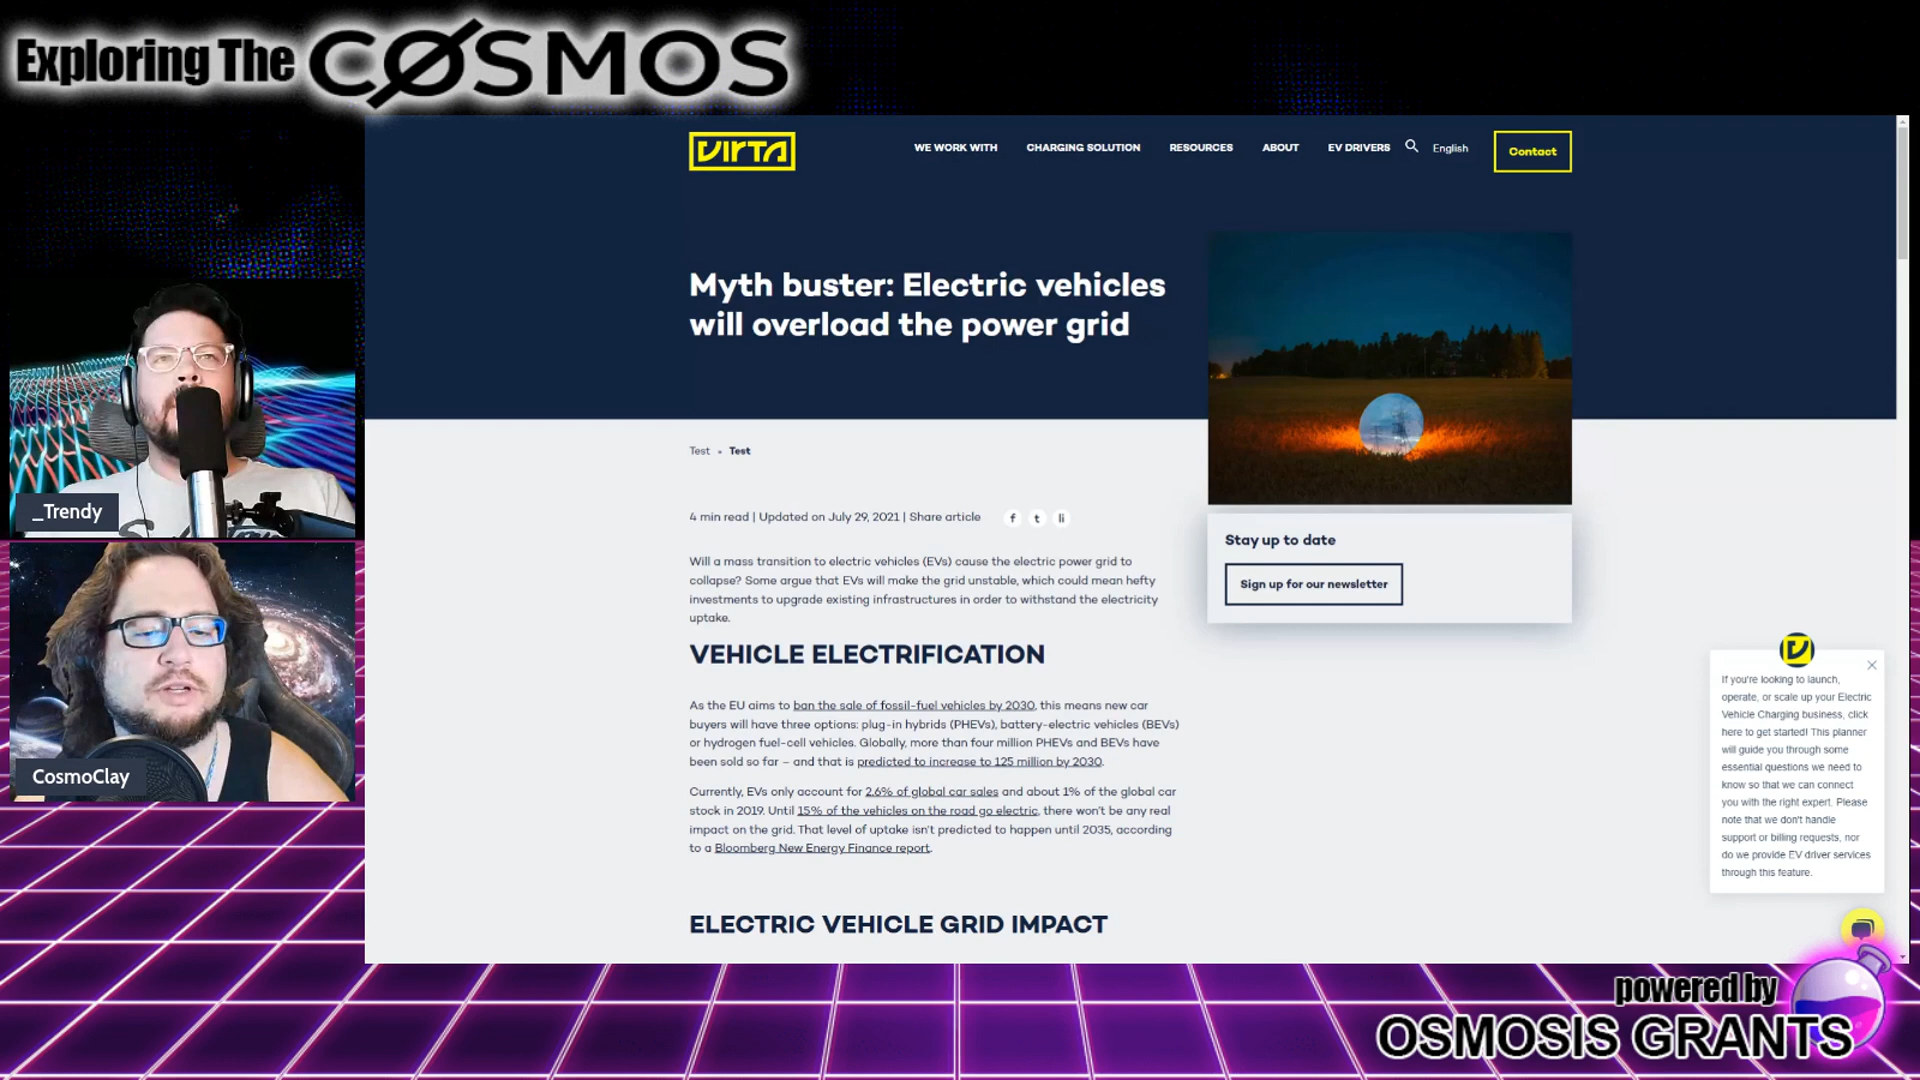 Exploring The COSMOS
VIRTA
WE WORK WITH
CHARGING SOLUTION
RESOURCES
ABOUT
EV DRIVERS
English
Contact
Myth buster: Electric vehicles
will overload the power grid
Test • Test
4 min read | Updated on July 29, 2021 | Share article
f
t
li
Will a mass transition to electric vehicles (EVs) cause the electric power grid to
collapse? Some argue that EVs will make the grid unstable, which could mean hefty
investments to upgrade existing infrastructures in order to withstand the electricity
uptake.
VEHICLE ELECTRIFICATION
As the EU aims to ban the sale of fossil-fuel vehicles by 2030, this means new car
buyers will have three options: plug-in hybrids (PHEVs), battery-electric vehicles (BEVs)
or hydrogen fuel-cell vehicles. Globally, more than four million PHEVs and BEVs have
been sold so far – and that is predicted to increase to 125 million by 2030.
Currently, EVs only account for 2.6% of global car sales and about 1% of the global car
stock in 2019. Until 15% of the vehicles on the road go electric, there won't be any real
impact on the grid. That level of uptake isn't predicted to happen until 2035, according
to a Bloomberg New Energy Finance report.
ELECTRIC VEHICLE GRID IMPACT
Stay up to date
Sign up for our newsletter
If you're looking to launch,
operate, or scale up your Electric
Vehicle Charging business, click
here to get started! This planner
will guide you through some
essential questions we need to
know so that we can connect
you with the right expert. Please
note that we don't handle
support or billing requests, nor
do we provide EV driver services
through this feature.
_Trendy
CosmoClay
powered by
OSMOSIS GRANTS